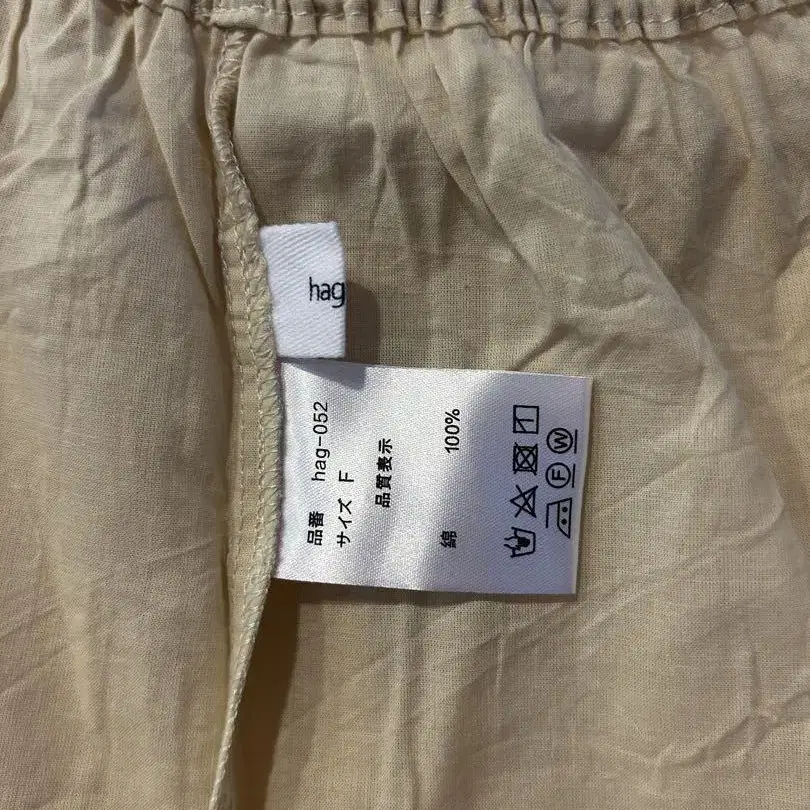 hag
品番 hag-052
サイズ F
品質表示
綿 100%
F W